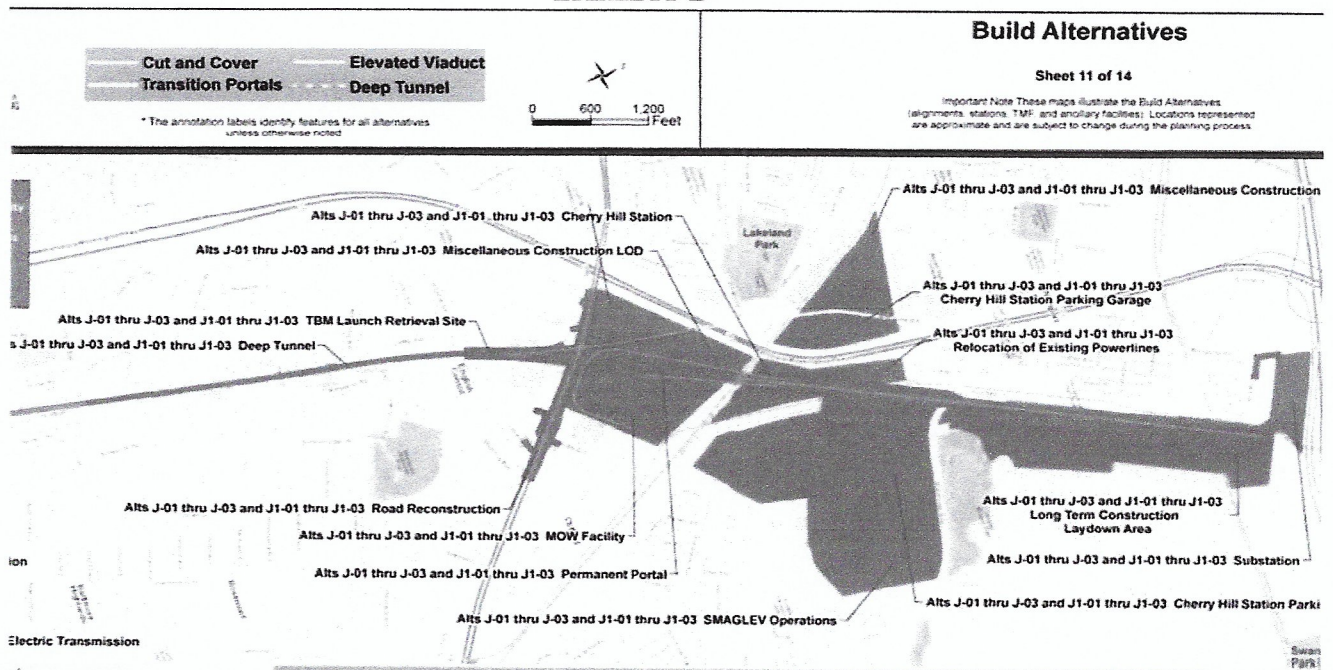 Build Alternatives
Sheet 11 of 14
Important Note These maps illustrate the Build Alternatives
(alignments, stations, TMF and ancillary facilities) Locations represented
are approximate and are subject to change during the planning process
Cut and Cover
Elevated Viaduct
Transition Portals
Deep Tunnel
* The annotation labels identify features for all alternatives
unless otherwise noted
0 600 1,200
Feet
Alts J-01 thru J-03 and J1-01 thru J1-03 Miscellaneous Construction
Alts J-01 thru J-03 and J1-01 thru J1-03 Cherry Hill Station
Lakeland
Park
Alts J-01 thru J-03 and J1-01 thru J1-03 Miscellaneous Construction LOD
Alts J-01 thru J-03 and J1-01 thru J1-03
Cherry Hill Station Parking Garage
Alts J-01 thru J-03 and J1-01 thru J1-03 TBM Launch Retrieval Site
Alts J-01 thru J-03 and J1-01 thru J1-03
Relocation of Existing Powerlines
s J-01 thru J-03 and J1-01 thru J1-03 Deep Tunnel
Alts J-01 thru J-03 and J1-01 thru J1-03 Road Reconstruction
Alts J-01 thru J-03 and J1-01 thru J1-03
Long Term Construction
Laydown Area
Alts J-01 thru J-03 and J1-01 thru J1-03 MOW Facility
Alts J-01 thru J-03 and J1-01 thru J1-03 Substation
ion
Alts J-01 thru J-03 and J1-01 thru J1-03 Permanent Portal
Alts J-01 thru J-03 and J1-01 thru J1-03 Cherry Hill Station Parki
Alts J-01 thru J-03 and J1-01 thru J1-03 SMAGLEV Operations
Electric Transmission
Swan
Park